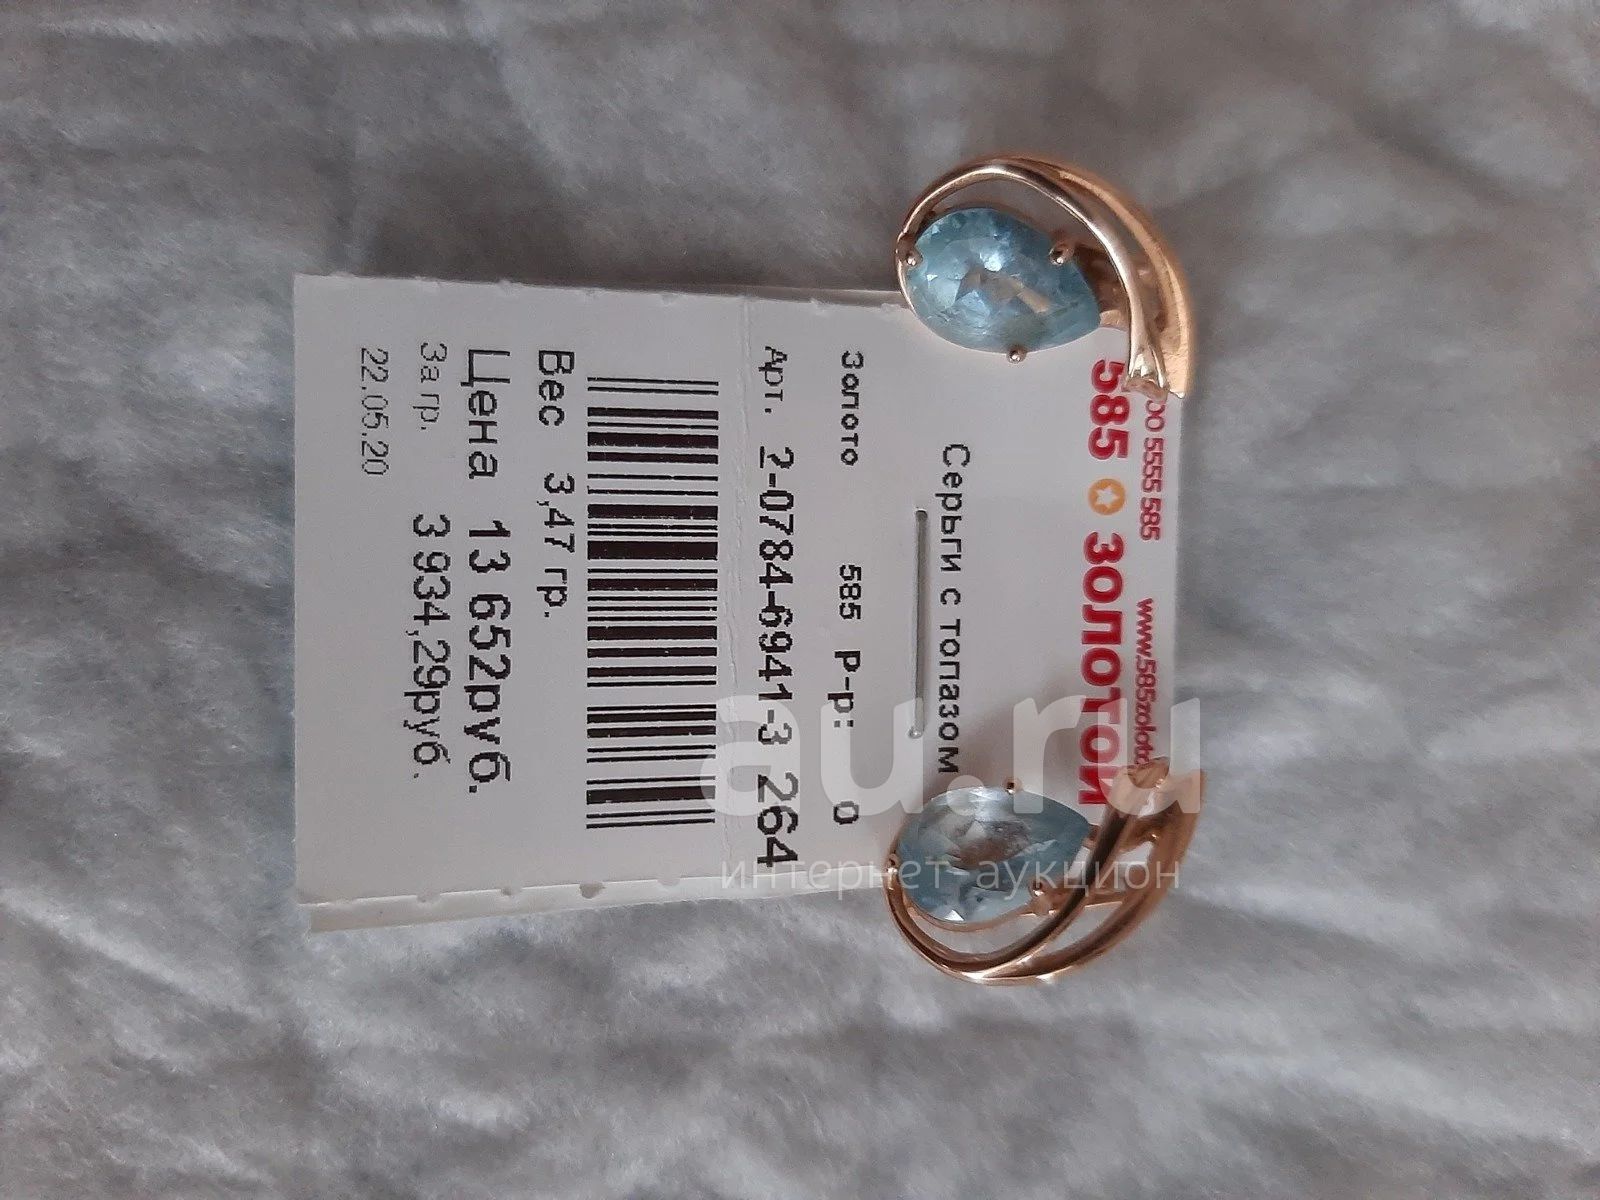 00 5555 585 www.585zoloto
585 ЗОЛОТОЙ
Серьги с топазом
Золото 585 Р-р: 0
Арт. 2-0784-6941-3 264
Вес 3,47 гр.
Цена 13 652руб.
За гр. 3 934,29руб.
22.05.20
au.ru
интернет-аукцион